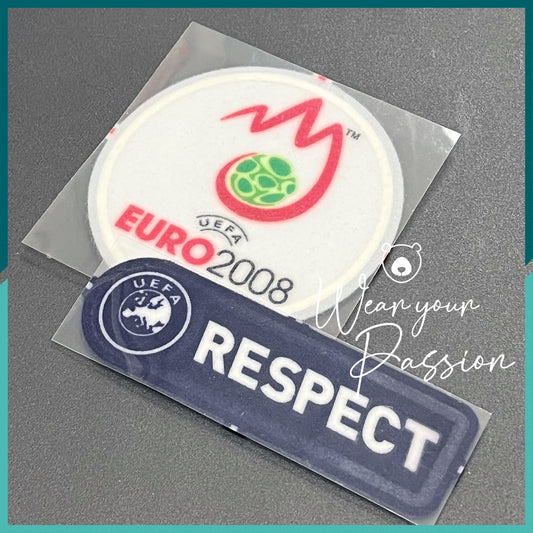 TM
UEFA
EURO2008
UEFA
RESPECT
Wear your
Passion